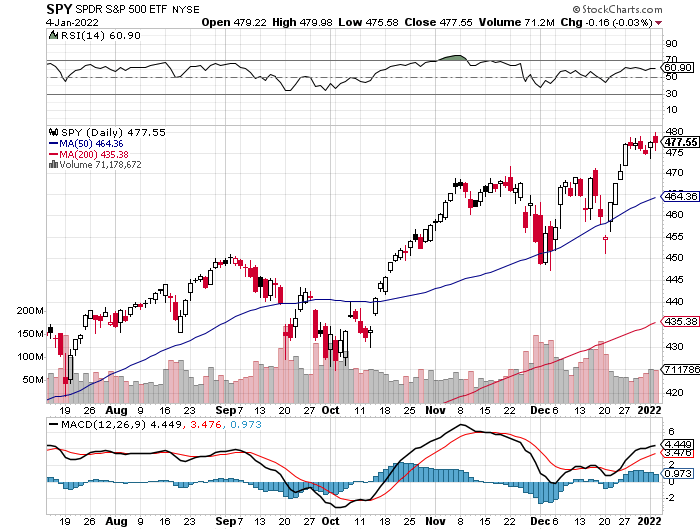 SPY SPDR S&P 500 ETF NYSE © StockCharts.com
4-Jan-2022 Open 479.22 High 479.98 Low 475.58 Close 477.55 Volume 71.2M Chg -0.16 (-0.03%)
RSI(14) 60.90
90
70
60.90
50
30
10
SPY (Daily) 477.55
MA(50) 464.36
MA(200) 435.38
Volume 71,178,672
480
477.55
475
470
465
464.36
460
455
450
445
440
200M
435.38
150M
430
100M
711786
50M
420
19 26 Aug 9 16 23 Sep 7 13 20 27 Oct 11 18 25 Nov 8 15 22 Dec 6 13 20 27 2022
MACD(12,26,9) 4.449, 3.476, 0.973
6
4.449
3.476
2
0.973
0
-2
19 26 Aug 9 16 23 Sep 7 13 20 27 Oct 11 18 25 Nov 8 15 22 Dec 6 13 20 27 2022